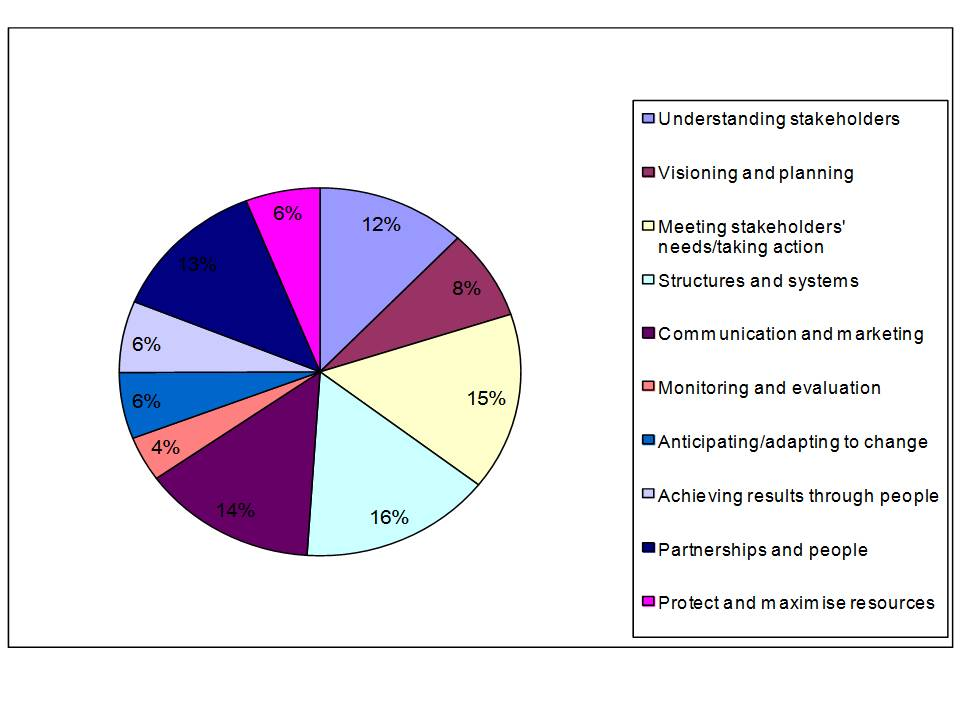 12%
8%
15%
16%
14%
4%
6%
6%
13%
6%
Understanding stakeholders
Visioning and planning
Meeting stakeholders'
needs/taking action
Structures and systems
Communication and marketing
Monitoring and evaluation
Anticipating/adapting to change
Achieving results through people
Partnerships and people
Protect and maximise resources